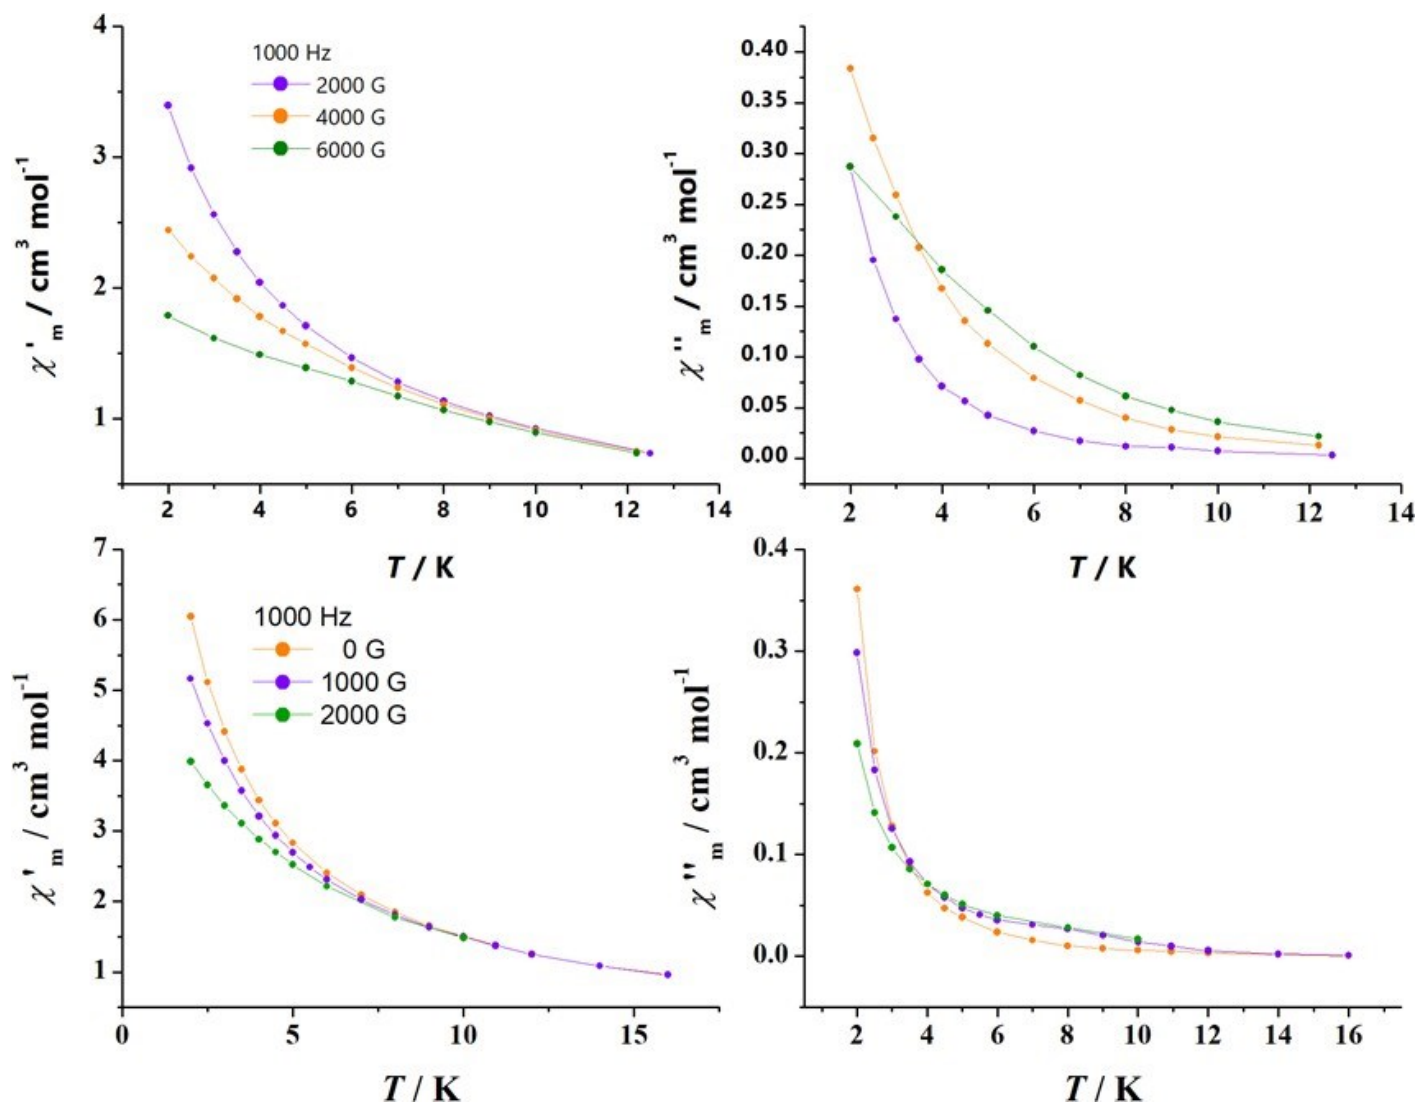 4
3
2
1
χ'm / cm3 mol-1
1000 Hz
2000 G
4000 G
6000 G
2 4 6 8 10 12 14
T / K
0.40
0.35
0.30
0.25
0.20
0.15
0.10
0.05
0.00
χ''m / cm3 mol-1
2 4 6 8 10 12 14
T / K
7
6
5
4
3
2
1
χ'm / cm3 mol-1
1000 Hz
0 G
1000 G
2000 G
0 5 10 15
T / K
0.4
0.3
0.2
0.1
0.0
χ''m / cm3 mol-1
2 4 6 8 10 12 14 16
T / K